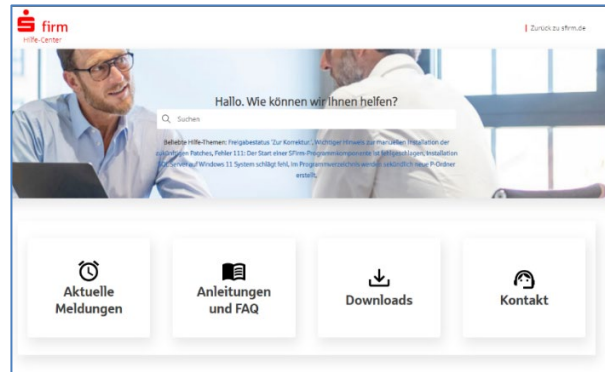 firm
Hilfe-Center
Zurück zu sfirm.de
Hallo. Wie können wir Ihnen helfen?
Suchen
Beliebte Hilfe-Themen: Freigabestatus 'Zur Korrektur', Wichtiger Hinweis zur manuellen Installation der
zukünftigen Patches, Fehler 111: Der Start einer SFirm-Programmkomponente ist fehlgeschlagen, Installation
SQL Server auf Windows 11 System schlägt fehl, im Programmverzeichnis werden sekündlich neue P-Ordner
erstellt,
Aktuelle
Meldungen
Anleitungen
und FAQ
Downloads
Kontakt